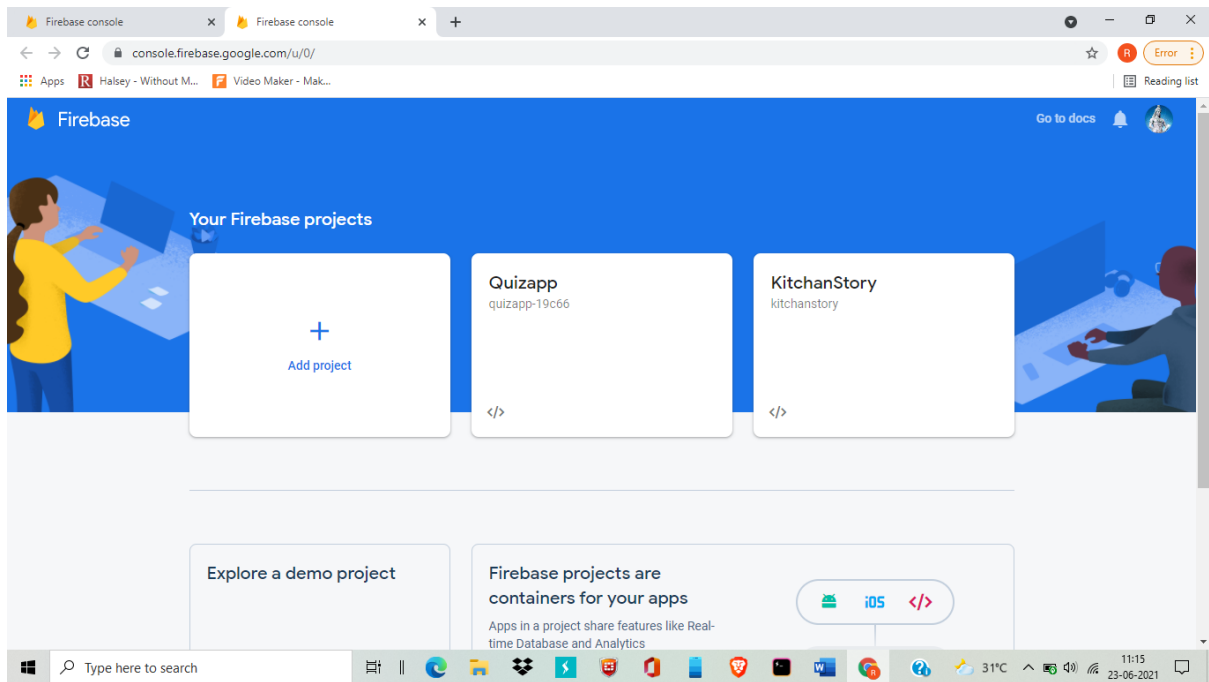 Firebase console
Firebase console
console.firebase.google.com/u/0/
R
Error
Apps
R Halsey - Without M...
Video Maker - Mak...
Reading list
Firebase
Go to docs
Your Firebase projects
Add project
Quizapp
quizapp-19c66
</>
KitchanStory
kitchanstory
</>
Explore a demo project
Firebase projects are
containers for your apps
Apps in a project share features like Real-
time Database and Analytics
iOS </>
Type here to search
31°C
11:15
23-06-2021